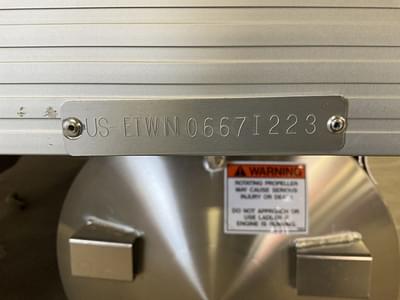 US-ETWN0667I223
WARNING
ROTATING PROPELLER
MAY CAUSE SERIOUS
INJURY OR DEATH.
DO NOT APPROACH OR
USE LADDER IF
ENGINE IS RUNNING.